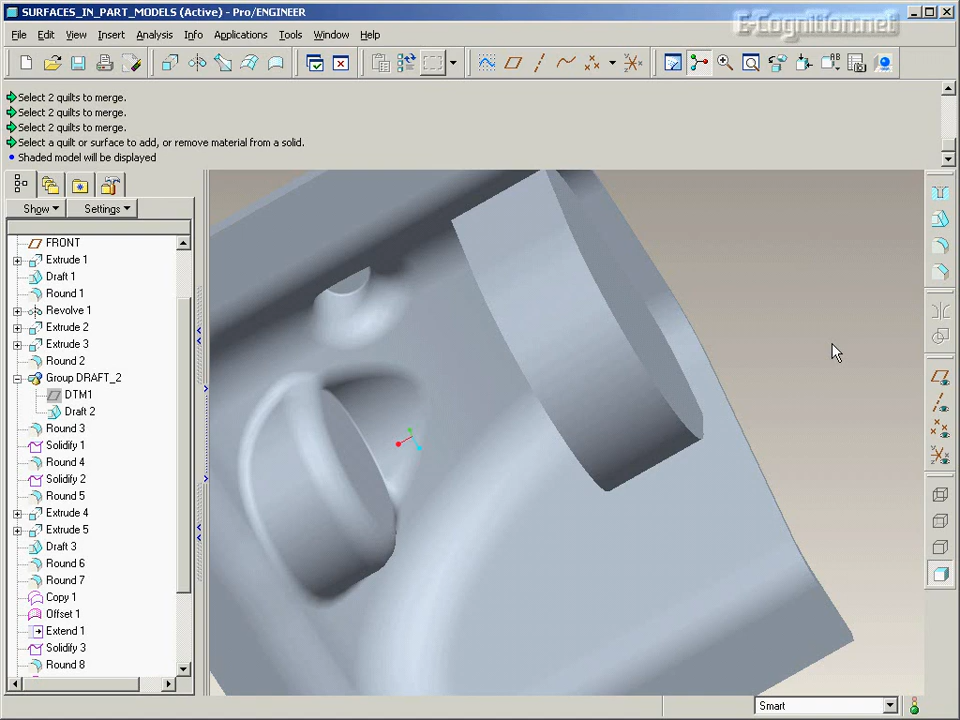 SURFACES_IN_PART_MODELS (Active) - Pro/ENGINEER
E-Cognition.net
File Edit View Insert Analysis Info Applications Tools Window Help
Select 2 quilts to merge.
Select 2 quilts to merge.
Select 2 quilts to merge.
Select a quilt or surface to add, or remove material from a solid.
Shaded model will be displayed
Show Settings
FRONT
Extrude 1
Draft 1
Round 1
Revolve 1
Extrude 2
Extrude 3
Round 2
Group DRAFT_2
DTM1
Draft 2
Round 3
Solidify 1
Round 4
Solidify 2
Round 5
Extrude 4
Extrude 5
Draft 3
Round 6
Round 7
Copy 1
Offset 1
Extend 1
Solidify 3
Round 8
Smart